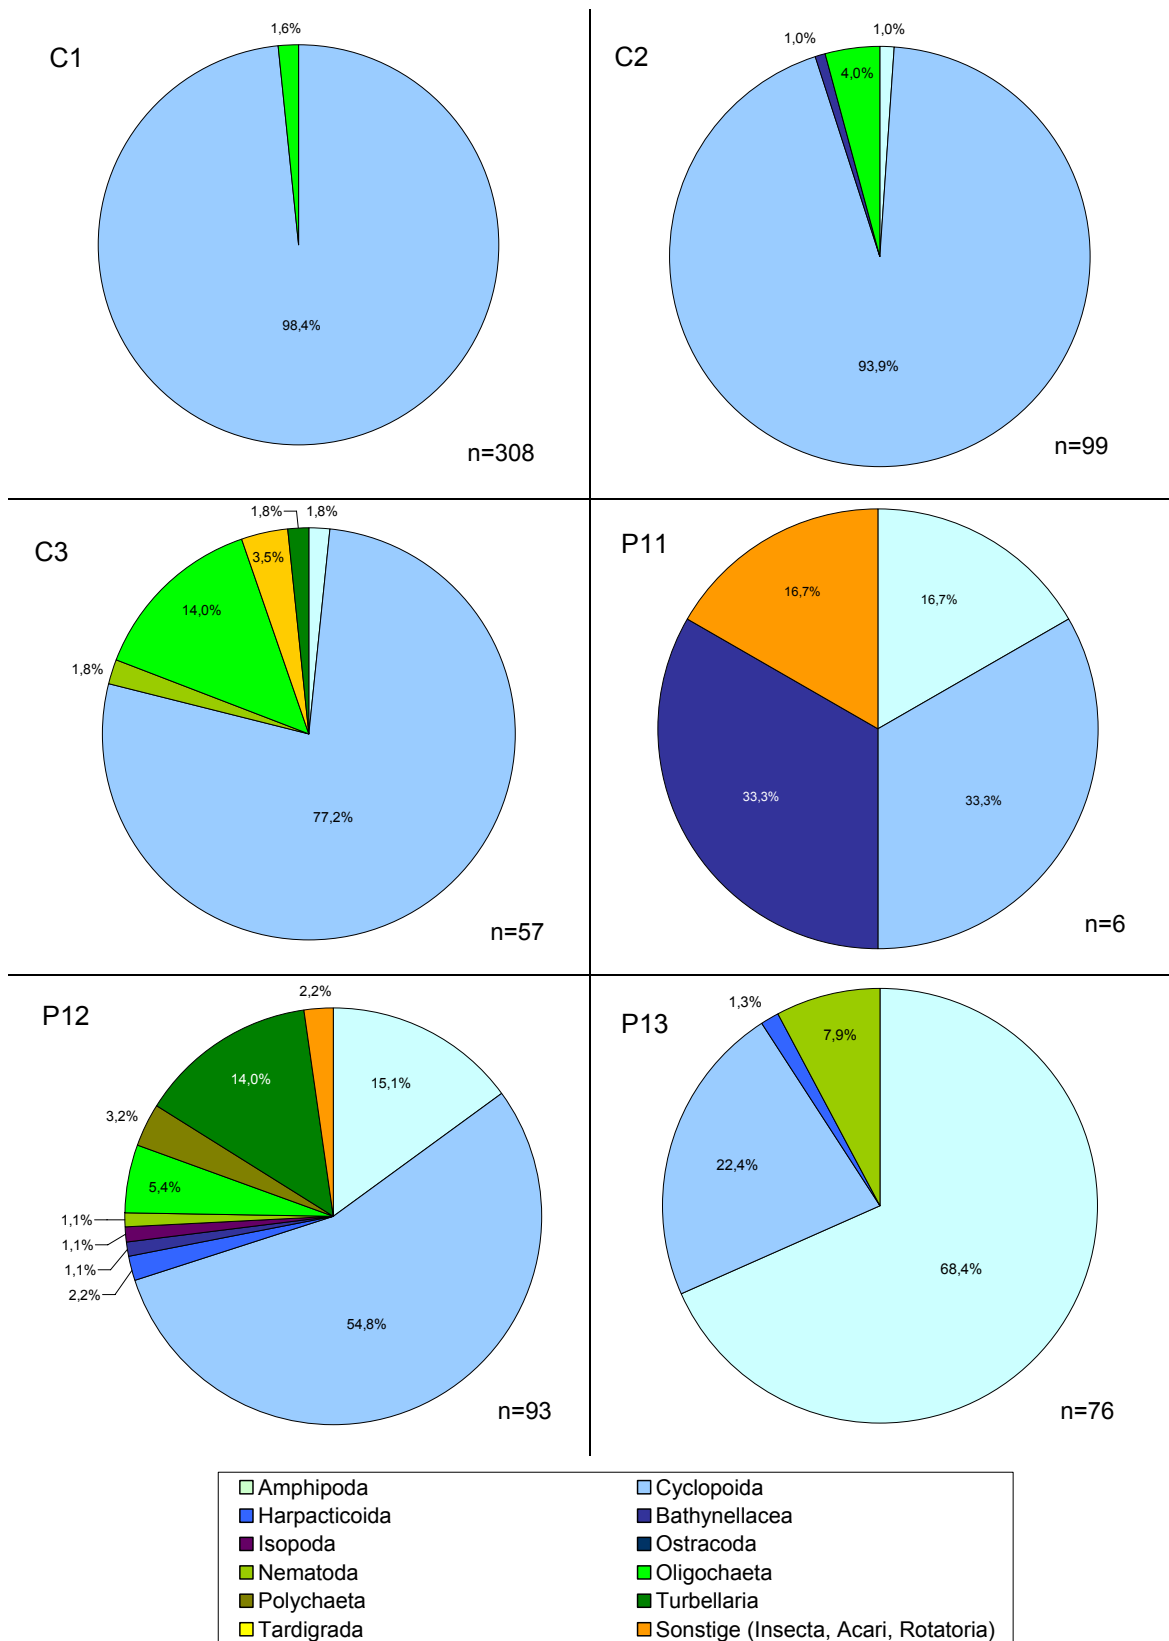 C1
1,6%
98,4%
n=308
C2
1,0%
1,0%
4,0%
93,9%
n=99
C3
1,8%
1,8%
3,5%
14,0%
1,8%
77,2%
n=57
P11
16,7%
16,7%
33,3%
33,3%
n=6
P12
2,2%
14,0%
15,1%
3,2%
5,4%
1,1%
1,1%
1,1%
2,2%
54,8%
n=93
P13
1,3%
7,9%
22,4%
68,4%
n=76
Amphipoda
Cyclopoida
Harpacticoida
Bathynellacea
Isopoda
Ostracoda
Nematoda
Oligochaeta
Polychaeta
Turbellaria
Tardigrada
Sonstige (Insecta, Acari, Rotatoria)